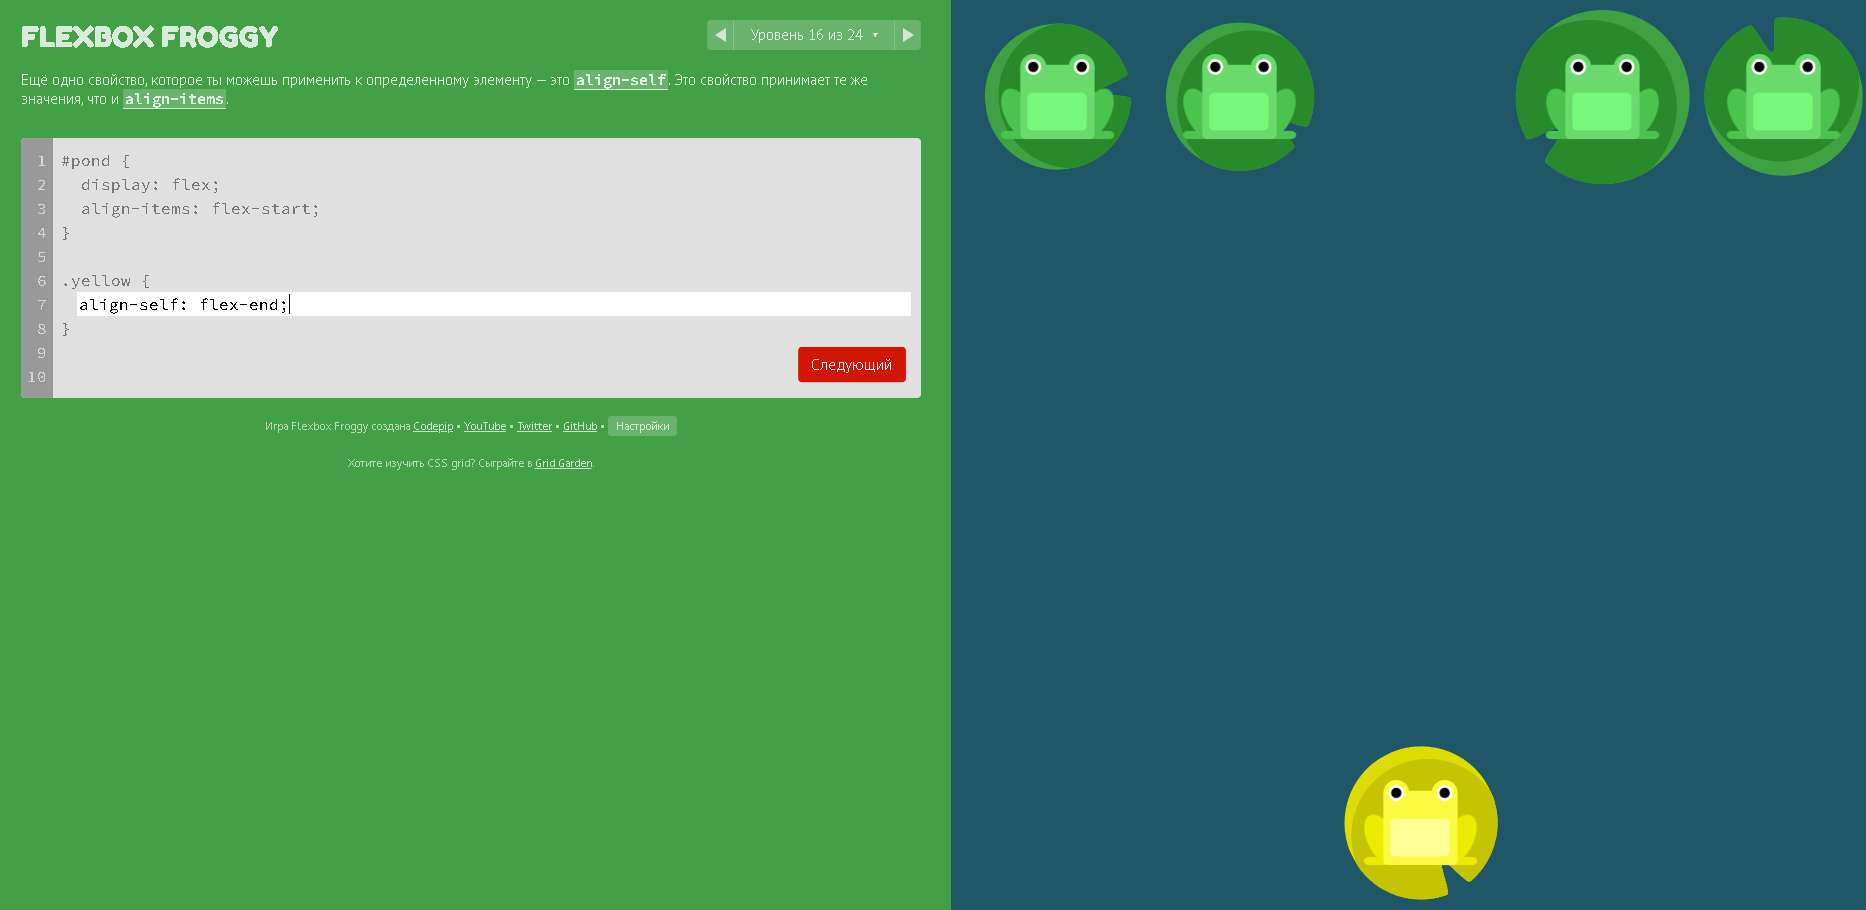 FLEXBOX FROGGY
Уровень 16 из 24
Ещё одно свойство, которое ты можешь применить к определенному элементу — это align-self. Это свойство принимает те же
значения, что и align-items.
1 #pond {
2 display: flex;
3 align-items: flex-start;
4 }
5
6 .yellow {
7 align-self: flex-end;
8 }
9
10
Следующий
Игра Flexbox Froggy создана Codepip • YouTube • Twitter • GitHub • Настройки
Хотите изучить CSS grid? Сыграйте в Grid Garden.